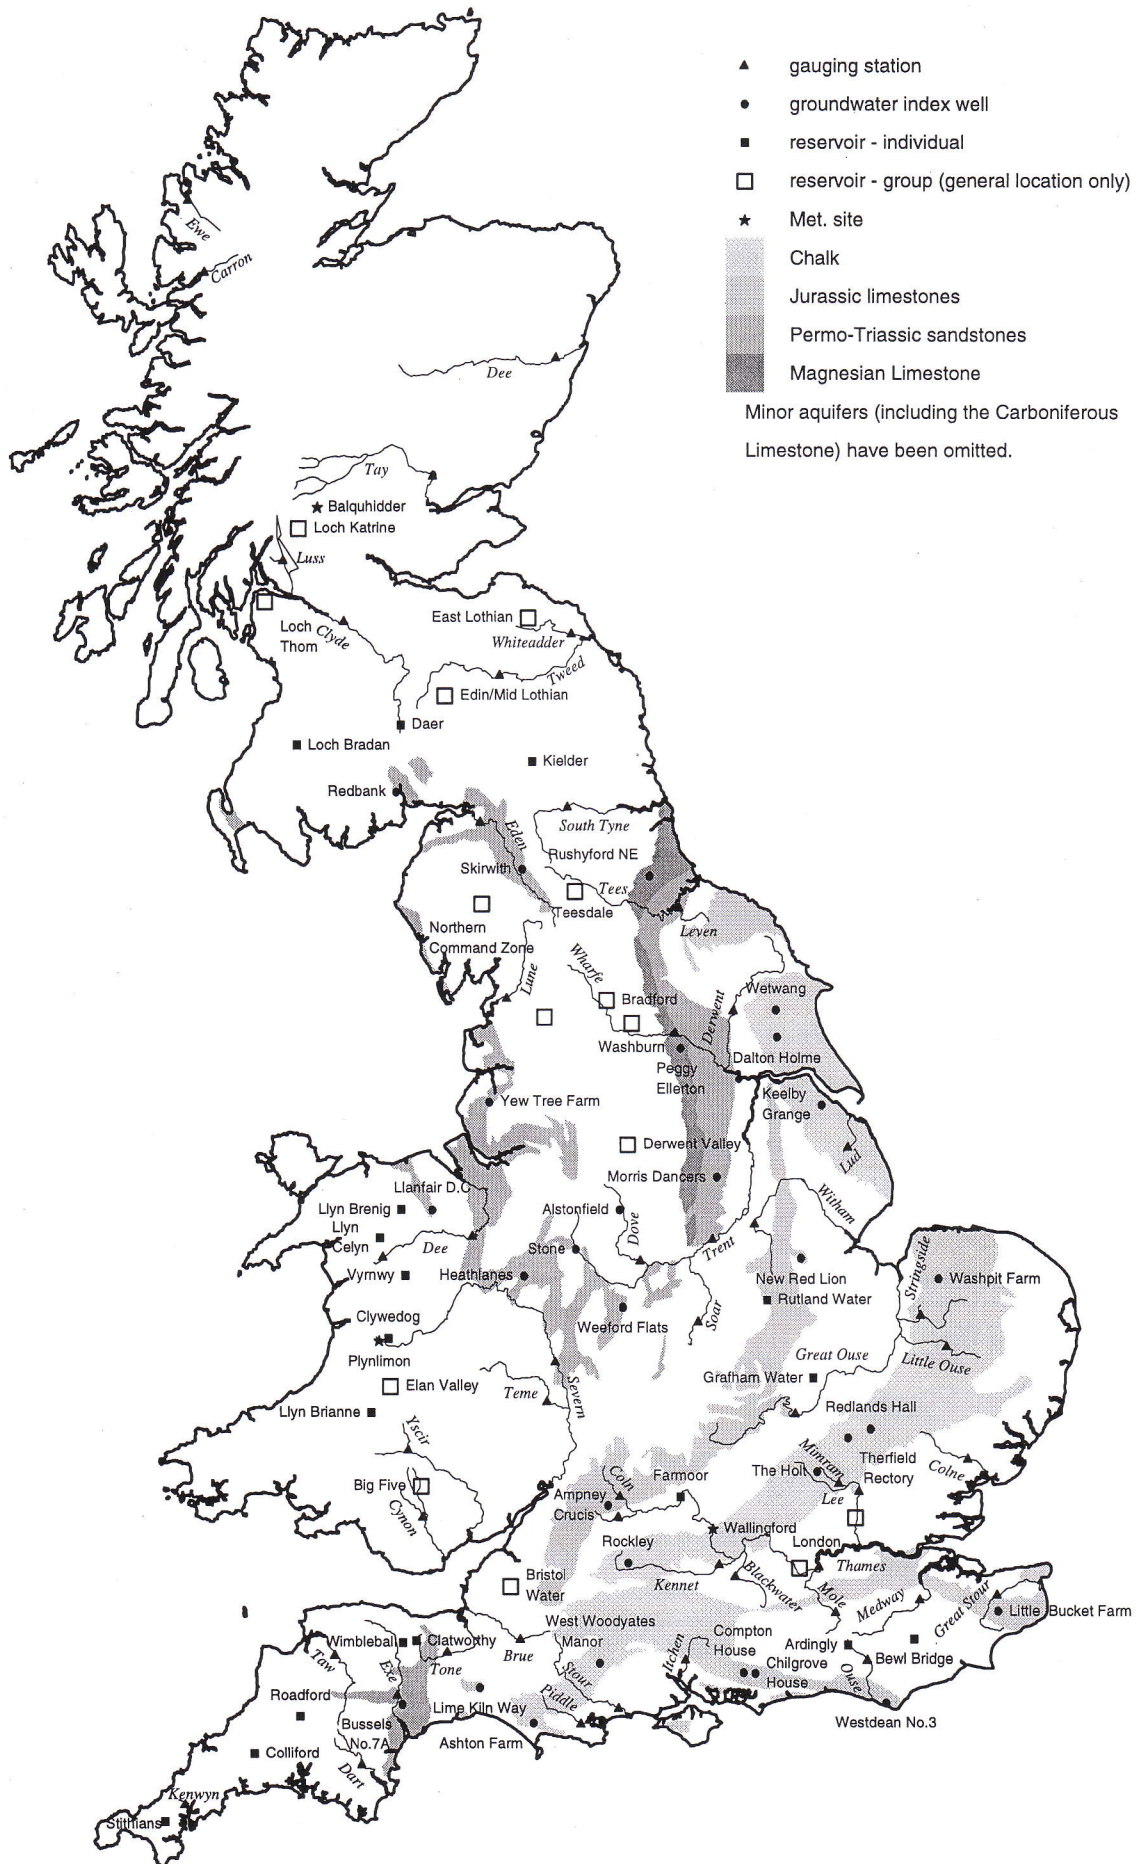 gauging station
groundwater index well
reservoir - individual
reservoir - group (general location only)
Met. site
Chalk
Jurassic limestones
Permo-Triassic sandstones
Magnesian Limestone
Minor aquifers (including the Carboniferous
Limestone) have been omitted.
Ewe
Carron
Dee
Tay
Balquhidder
Loch Katrine
Luss
East Lothian
Loch
Thom
Clyde
Whiteadder
Tweed
Edin/Mid Lothian
Daer
Loch Bradan
Kielder
Redbank
South Tyne
Eden
Rushyford NE
Skirwith
Tees
Teesdale
Northern
Command Zone
Leven
Lune
Wharfe
Bradford
Derwent
Wetwang
Washburn
Dalton Holme
Peggy
Ellerton
Keelby
Grange
Yew Tree Farm
Derwent Valley
Lud
Morris Dancers
Llanfair D.C
Llyn Brenig
Alstonfield
Dove
Witham
Llyn
Celyn
Dee
Stone
Trent
Stringside
Vyrnwy
Heathlanes
New Red Lion
Washpit Farm
Rutland Water
Clywedog
Weeford Flats
Soar
Plynlimon
Great Ouse
Little Ouse
Elan Valley
Teme
Severn
Grafham Water
Llyn Brianne
Redlands Hall
Yscir
Mimram
Therfield
Rectory
The Holt
Colne
Big Five
Cynon
Coln
Farmoor
Lee
Ampney
Crucis
Wallingford
London
Rockley
Kennet
Blackwater
Thames
Mole
Medway
Great Stour
Little Bucket Farm
Bristol
Water
West Woodyates
Manor
Compton
House
Ardingly
Wimbleball
Clatworthy
Brue
Itchen
Chilgrove
House
Bewl Bridge
Taw
Exe
Tone
Stour
Ouse
Roadford
Lime Kiln Way
Piddle
Bussels
No.7A
Ashton Farm
Westdean No.3
Colliford
Dart
Kenwyn
Stithians